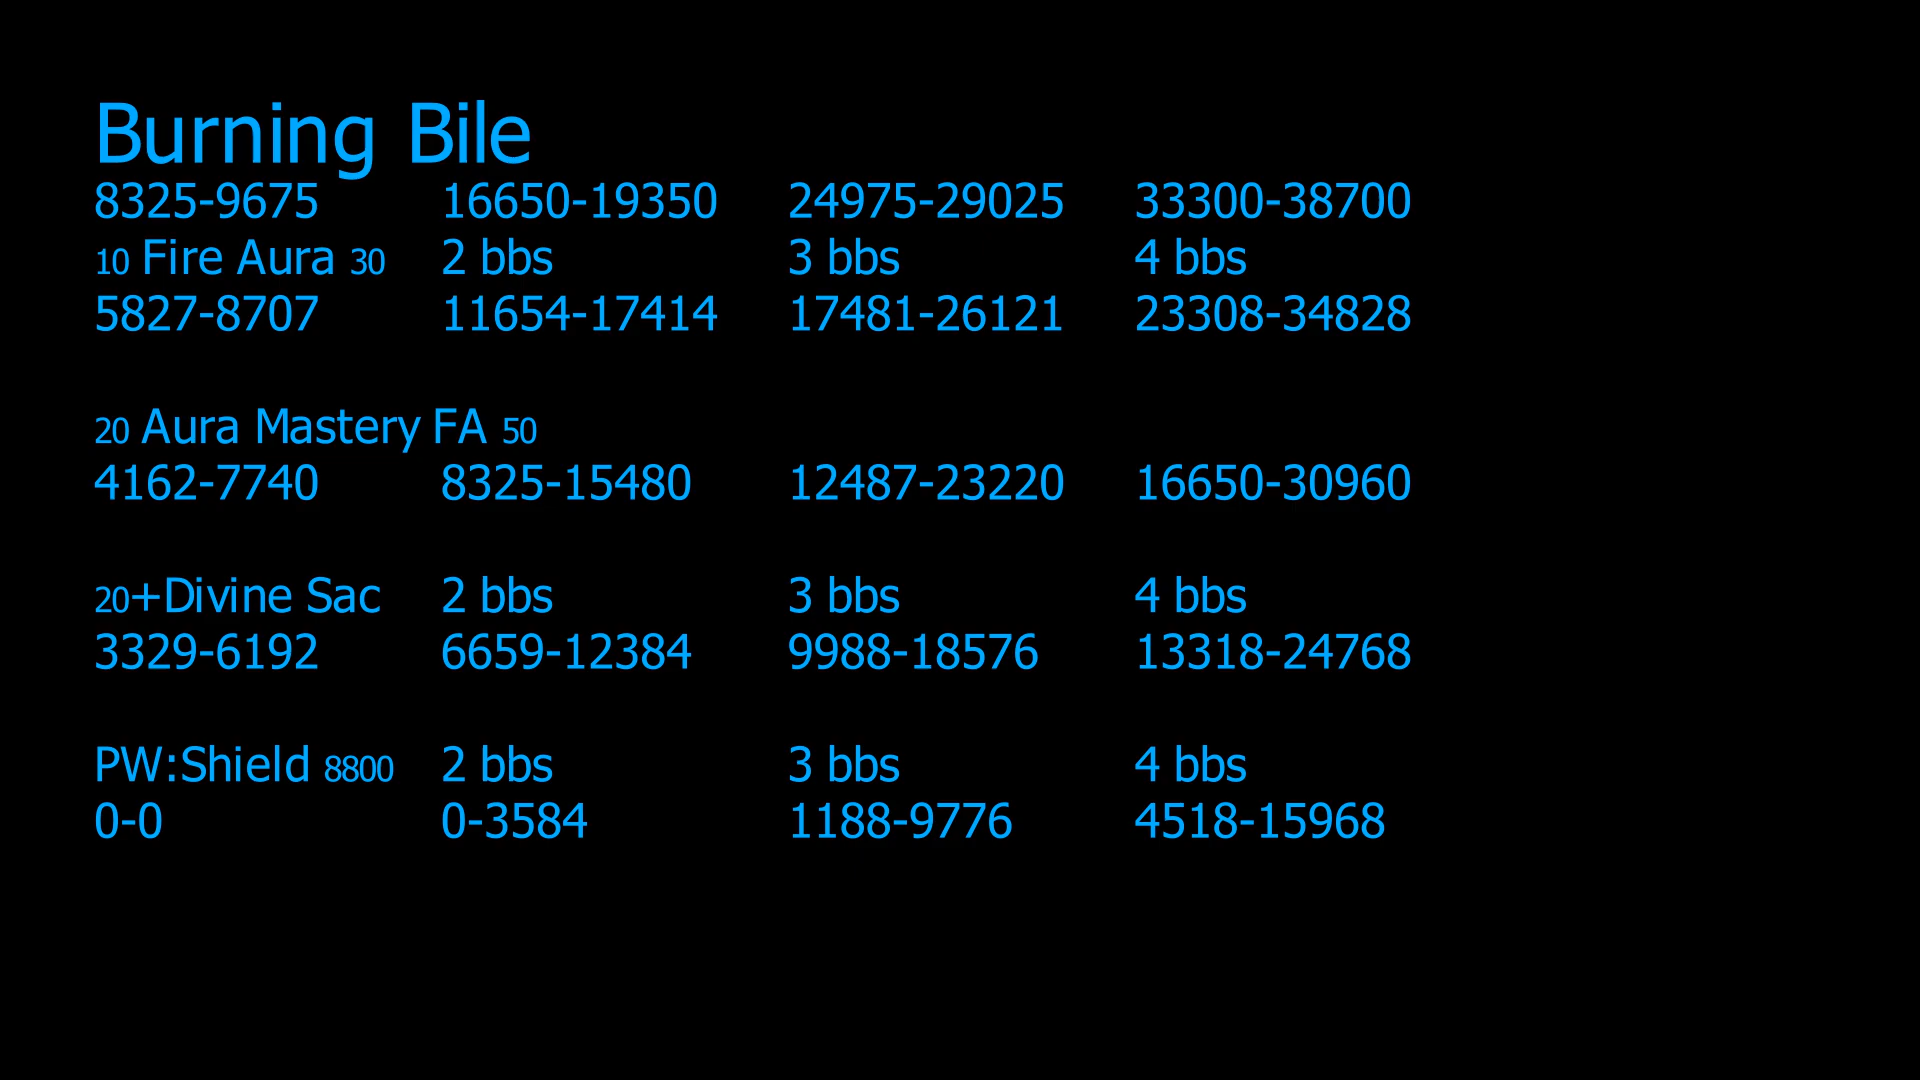 Burning Bile
8325-9675 16650-19350 24975-29025 33300-38700
10 Fire Aura 30 2 bbs 3 bbs 4 bbs
5827-8707 11654-17414 17481-26121 23308-34828
20 Aura Mastery FA 50
4162-7740 8325-15480 12487-23220 16650-30960
20+Divine Sac 2 bbs 3 bbs 4 bbs
3329-6192 6659-12384 9988-18576 13318-24768
PW:Shield 8800 2 bbs 3 bbs 4 bbs
0-0 0-3584 1188-9776 4518-15968